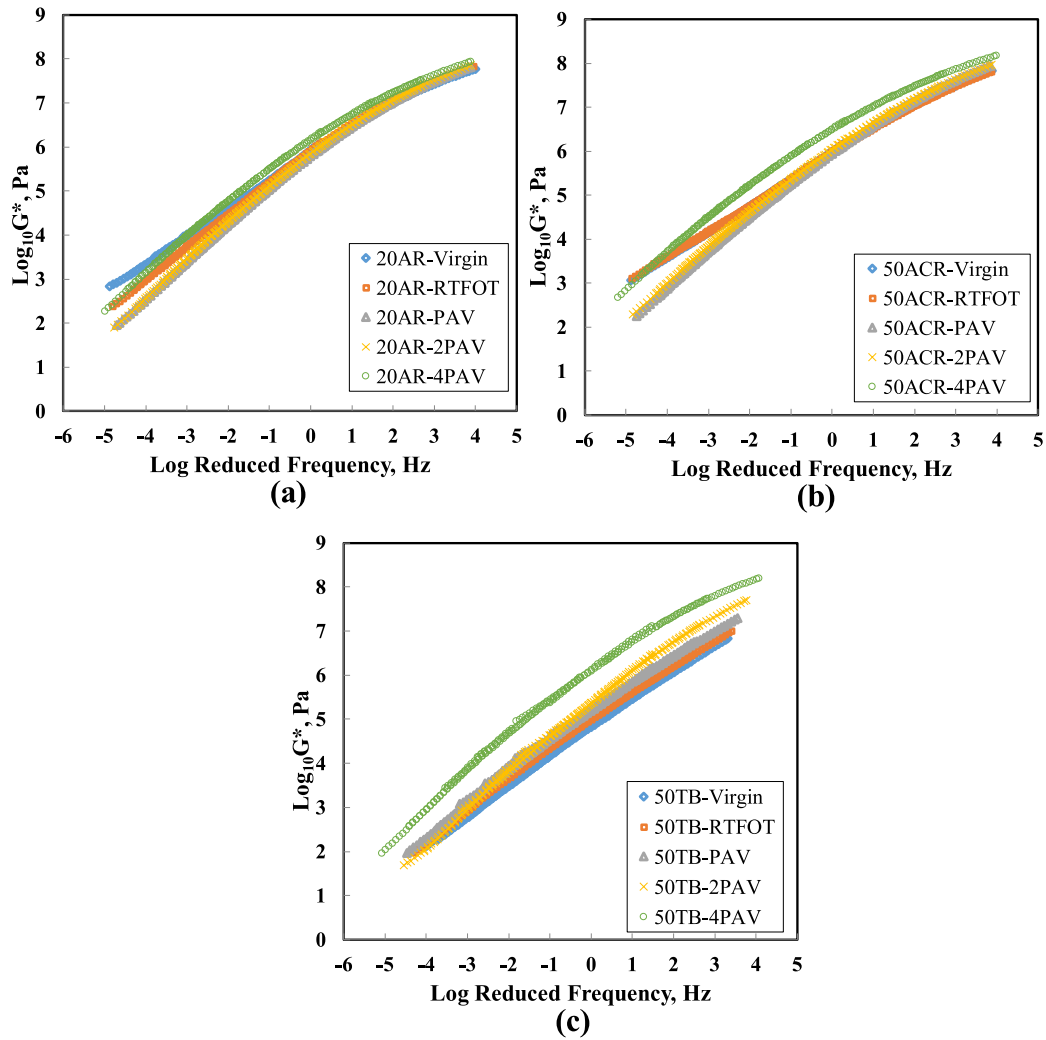 9
8
7
6
5
4
3
2
1
0
Log10G*, Pa
-6 -5 -4 -3 -2 -1 0 1 2 3 4 5
Log Reduced Frequency, Hz
20AR-Virgin
20AR-RTFOT
20AR-PAV
20AR-2PAV
20AR-4PAV
(a)
9
8
7
6
5
4
3
2
1
0
Log10G*, Pa
-6 -5 -4 -3 -2 -1 0 1 2 3 4 5
Log Reduced Frequency, Hz
50ACR-Virgin
50ACR-RTFOT
50ACR-PAV
50ACR-2PAV
50ACR-4PAV
(b)
9
8
7
6
5
4
3
2
1
0
Log10G*, Pa
-6 -5 -4 -3 -2 -1 0 1 2 3 4 5
Log Reduced Frequency, Hz
50TB-Virgin
50TB-RTFOT
50TB-PAV
50TB-2PAV
50TB-4PAV
(c)